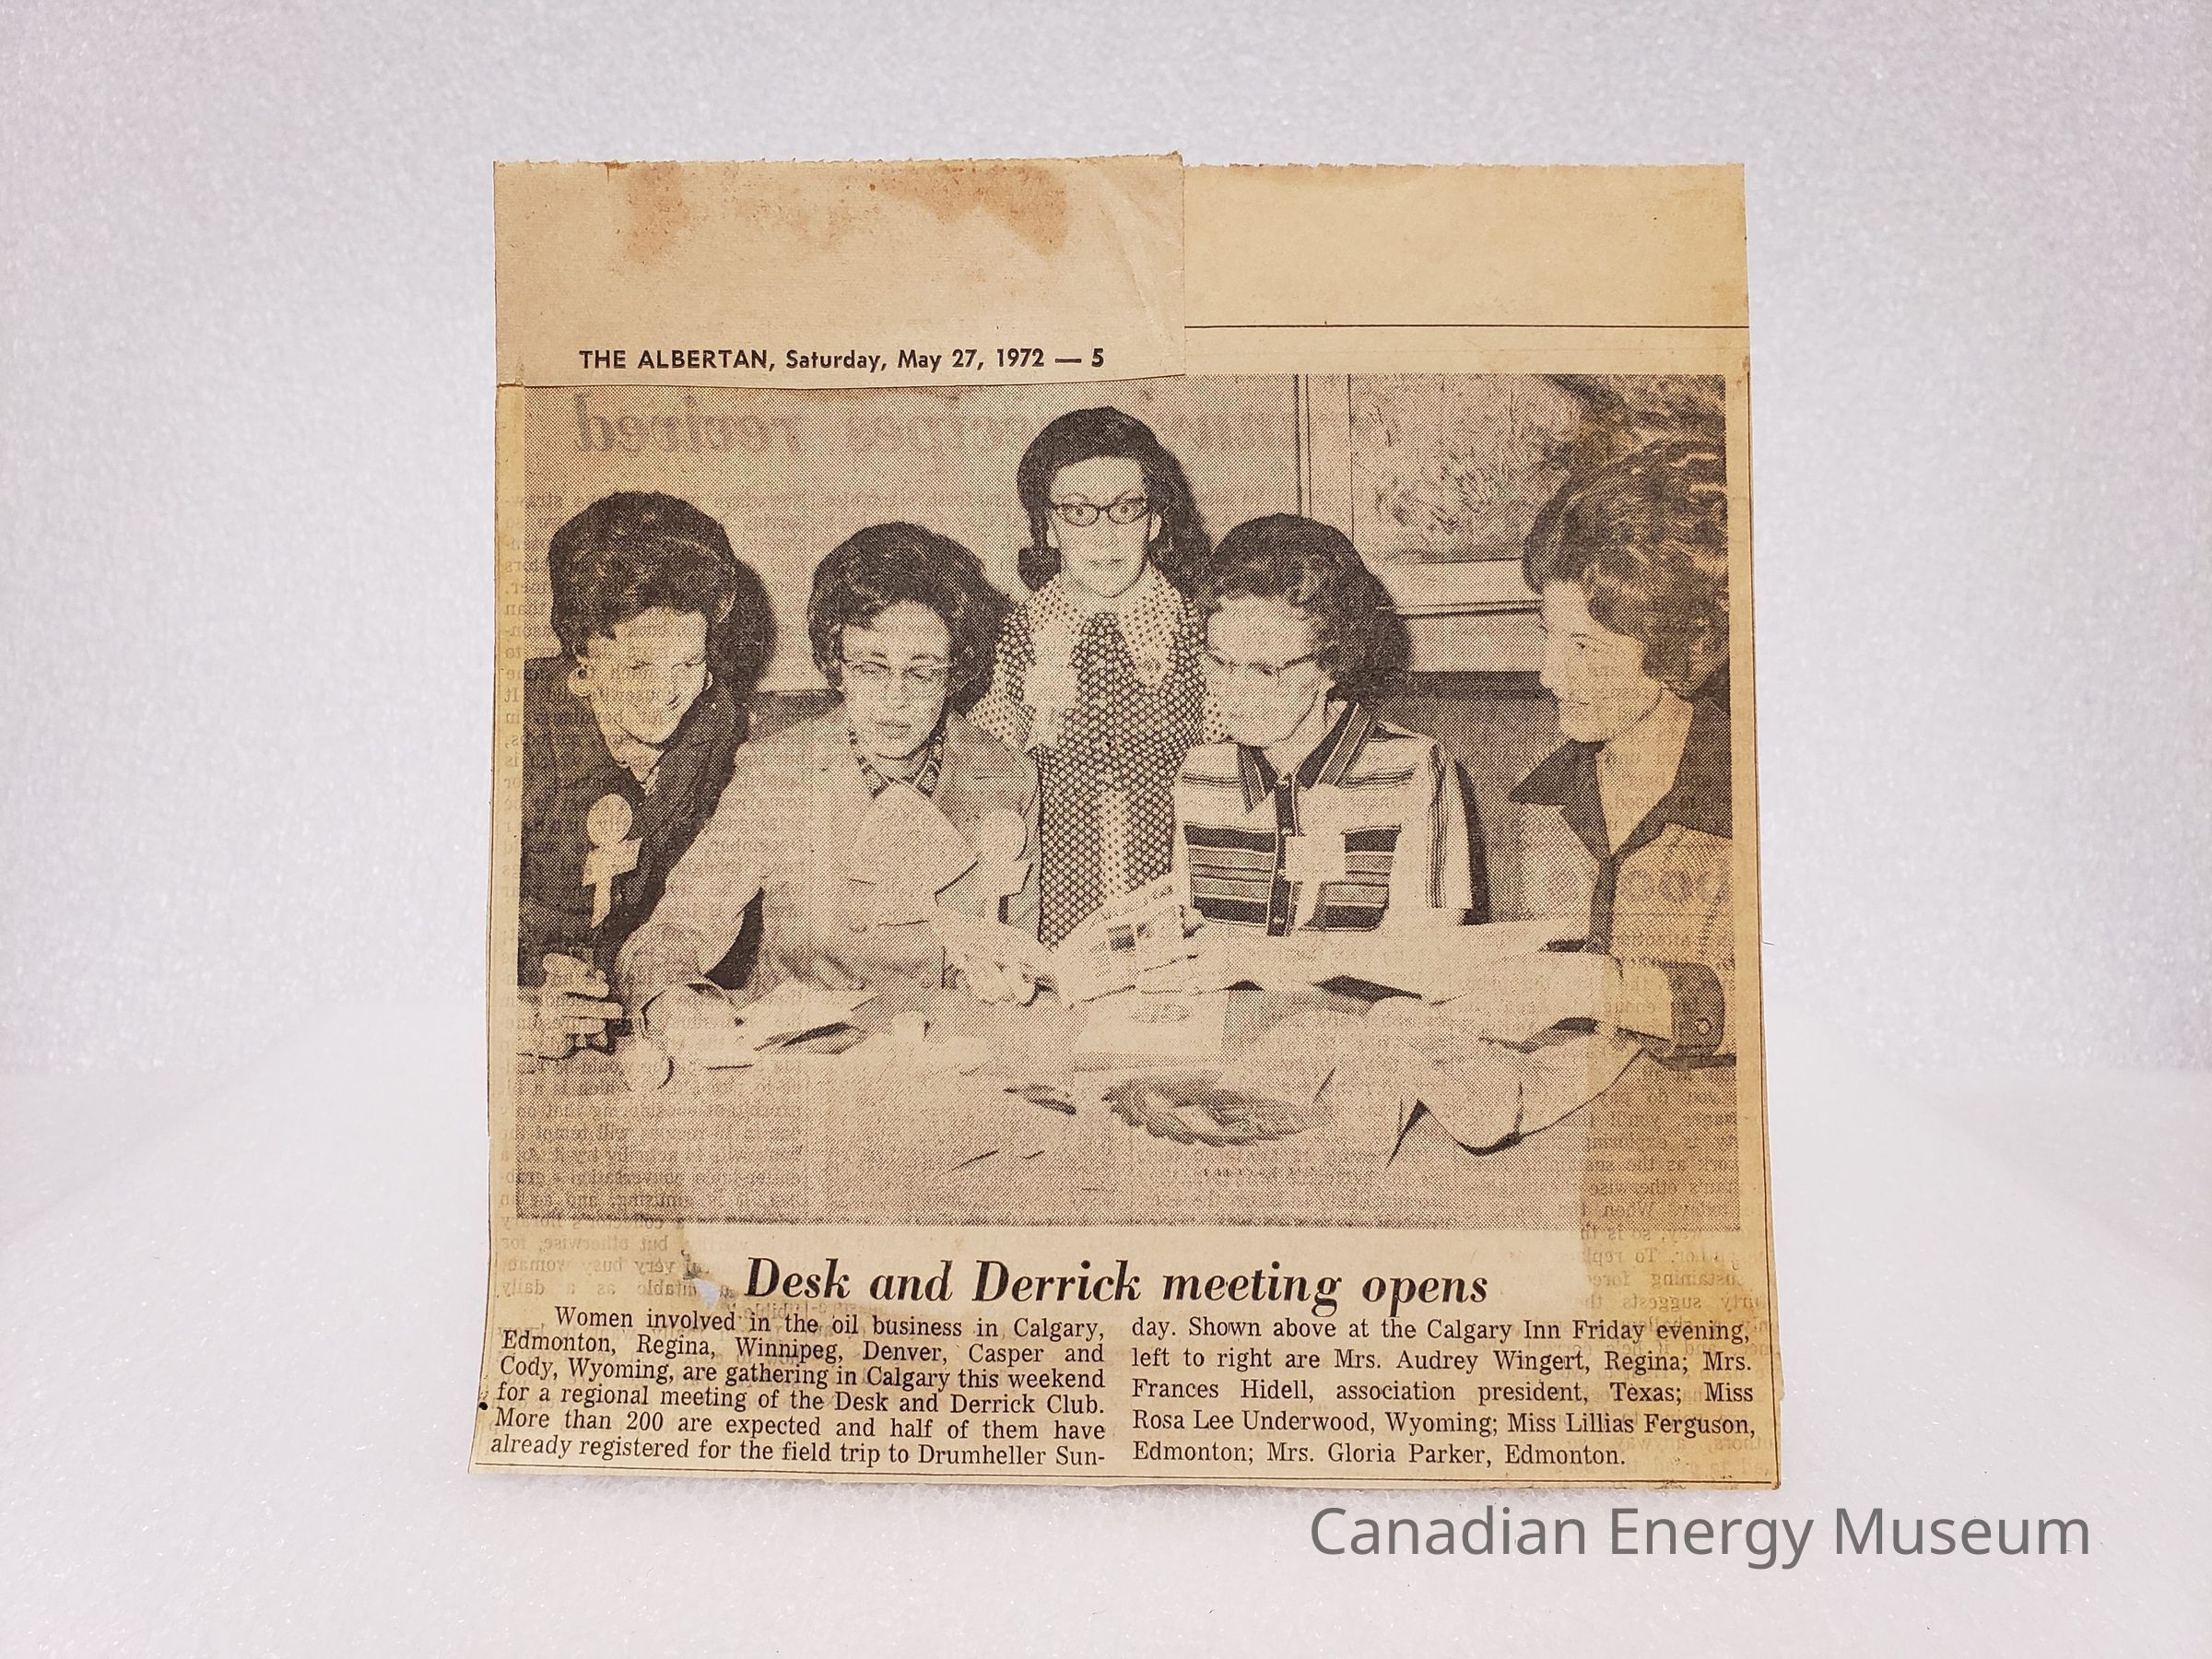 THE ALBERTAN, Saturday, May 27, 1972 — 5
Desk and Derrick meeting opens
Women involved in the oil business in Calgary,
Edmonton, Regina, Winnipeg, Denver, Casper and
Cody, Wyoming, are gathering in Calgary this weekend
for a regional meeting of the Desk and Derrick Club.
More than 200 are expected and half of them have
already registered for the field trip to Drumheller Sun-
day. Shown above at the Calgary Inn Friday evening,
left to right are Mrs. Audrey Wingert, Regina; Mrs.
Frances Hidell, association president, Texas; Miss
Rosa Lee Underwood, Wyoming; Miss Lillias Ferguson,
Edmonton; Mrs. Gloria Parker, Edmonton.
Canadian Energy Museum